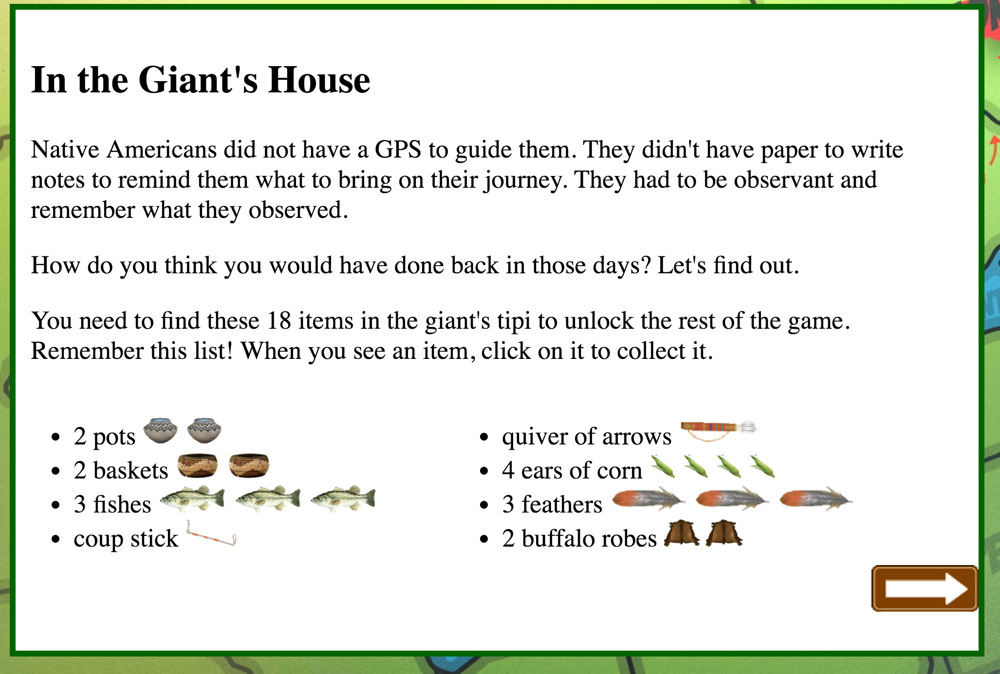 In the Giant's House
Native Americans did not have a GPS to guide them. They didn't have paper to write
notes to remind them what to bring on their journey. They had to be observant and
remember what they observed.
How do you think you would have done back in those days? Let's find out.
You need to find these 18 items in the giant's tipi to unlock the rest of the game.
Remember this list! When you see an item, click on it to collect it.
2 pots
2 baskets
3 fishes
coup stick
quiver of arrows
4 ears of corn
3 feathers
2 buffalo robes